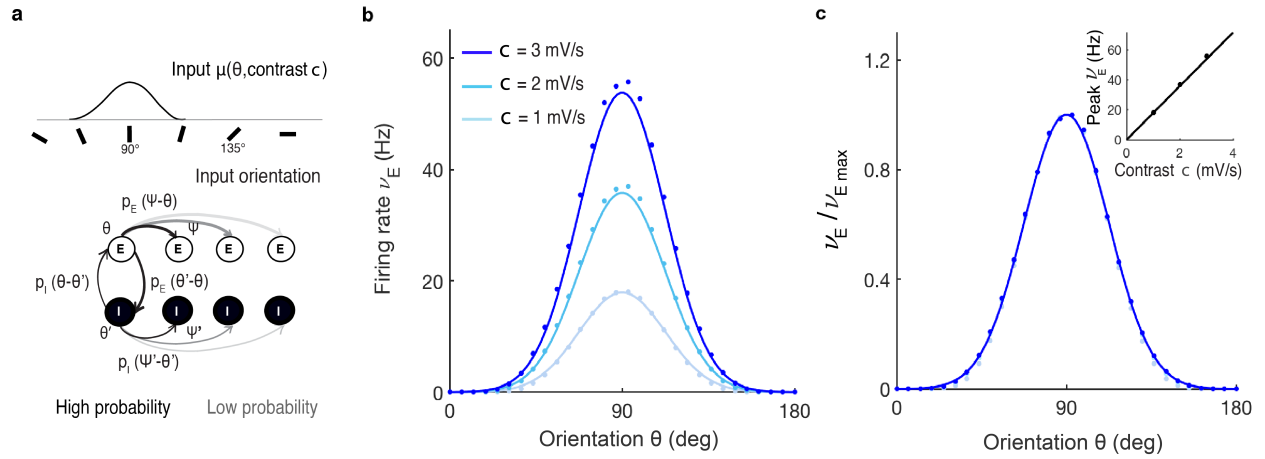 a
Input μ(θ,contrast c)
90°
135°
Input orientation
p_E (Ψ-θ)
θ
Ψ
E E E E
p_I (θ-θ')
p_E (θ'-θ)
I I I I
θ'
Ψ'
p_I (Ψ'-θ')
High probability
Low probability
b
c = 3 mV/s
c = 2 mV/s
c = 1 mV/s
Firing rate ν_E (Hz)
60
40
20
0
0 90 180
Orientation θ (deg)
c
ν_E / ν_E max
1.2
0.8
0.4
0
0 90 180
Orientation θ (deg)
Peak ν_E (Hz)
60
40
20
0
0 2 4
Contrast c (mV/s)